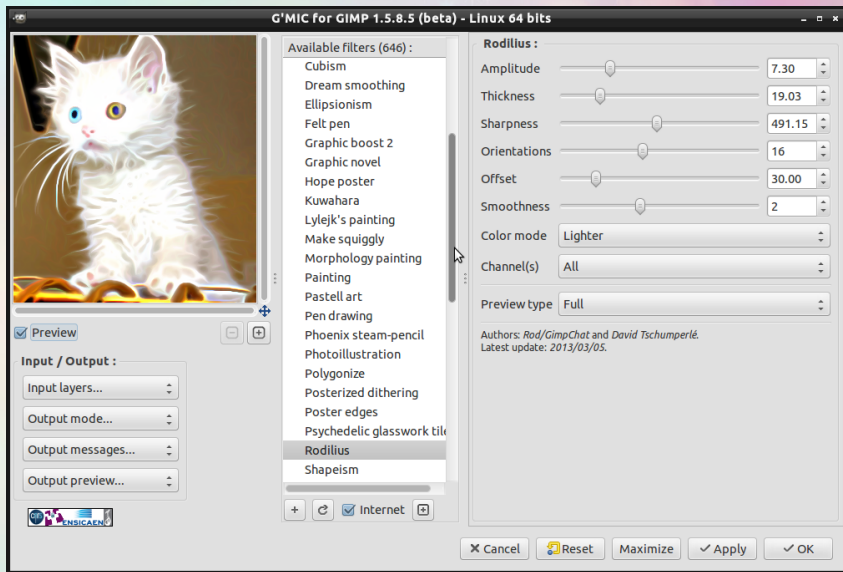 G'MIC for GIMP 1.5.8.5 (beta) - Linux 64 bits
Preview
Input / Output :
Input layers...
Output mode...
Output messages...
Output preview...
ENSICAEN
Available filters (646) :
Cubism
Dream smoothing
Ellipsionism
Felt pen
Graphic boost 2
Graphic novel
Hope poster
Kuwahara
Lylejk's painting
Make squiggly
Morphology painting
Painting
Pastell art
Pen drawing
Phoenix steam-pencil
Photoillustration
Polygonize
Posterized dithering
Poster edges
Psychedelic glasswork tile
Rodilius
Shapeism
Internet
Rodilius :
Amplitude 7.30
Thickness 19.03
Sharpness 491.15
Orientations 16
Offset 30.00
Smoothness 2
Color mode Lighter
Channel(s) All
Preview type Full
Authors: Rod/GimpChat and David Tschumperlé.
Latest update: 2013/03/05.
Cancel Reset Maximize Apply OK